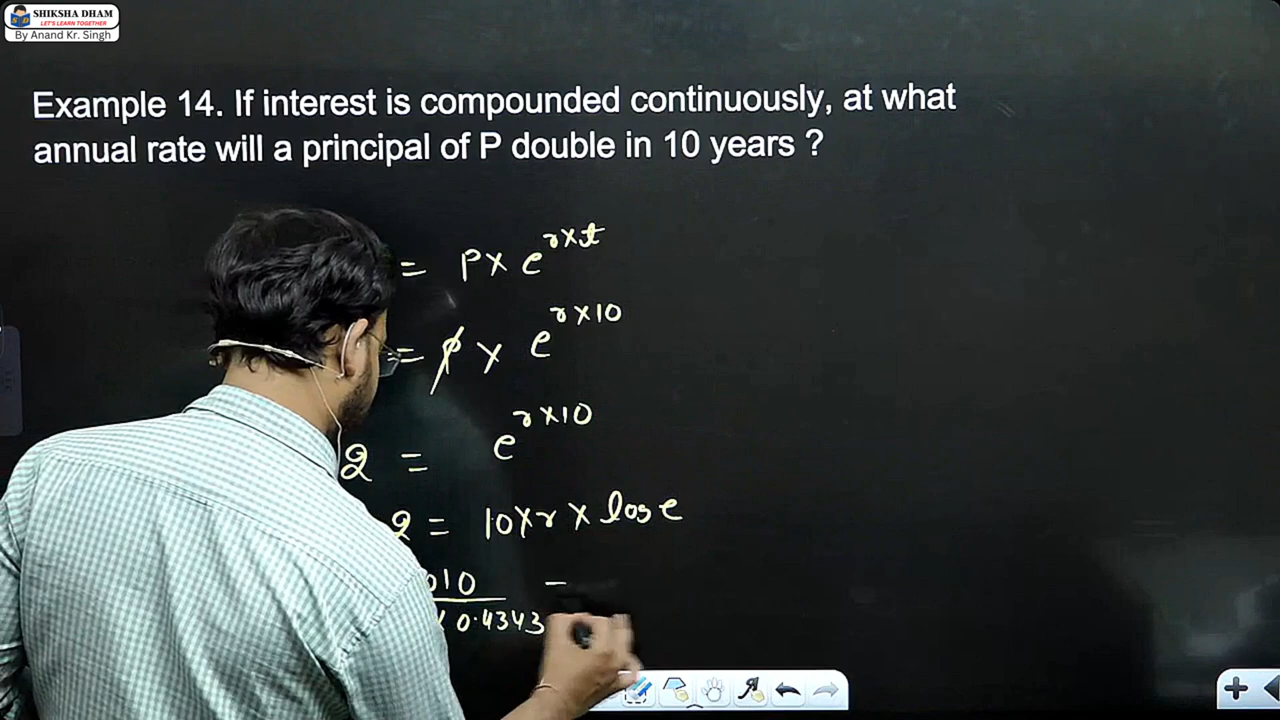 SHIKSHA DHAM
LET'S LEARN TOGETHER
By Anand Kr. Singh
Example 14. If interest is compounded continuously, at what
annual rate will a principal of P double in 10 years ?
= P × e^{r×t}
= P × e^{r×10}
2 = e^{r×10}
2 = 10×r× log e
010 =
× 0.4343